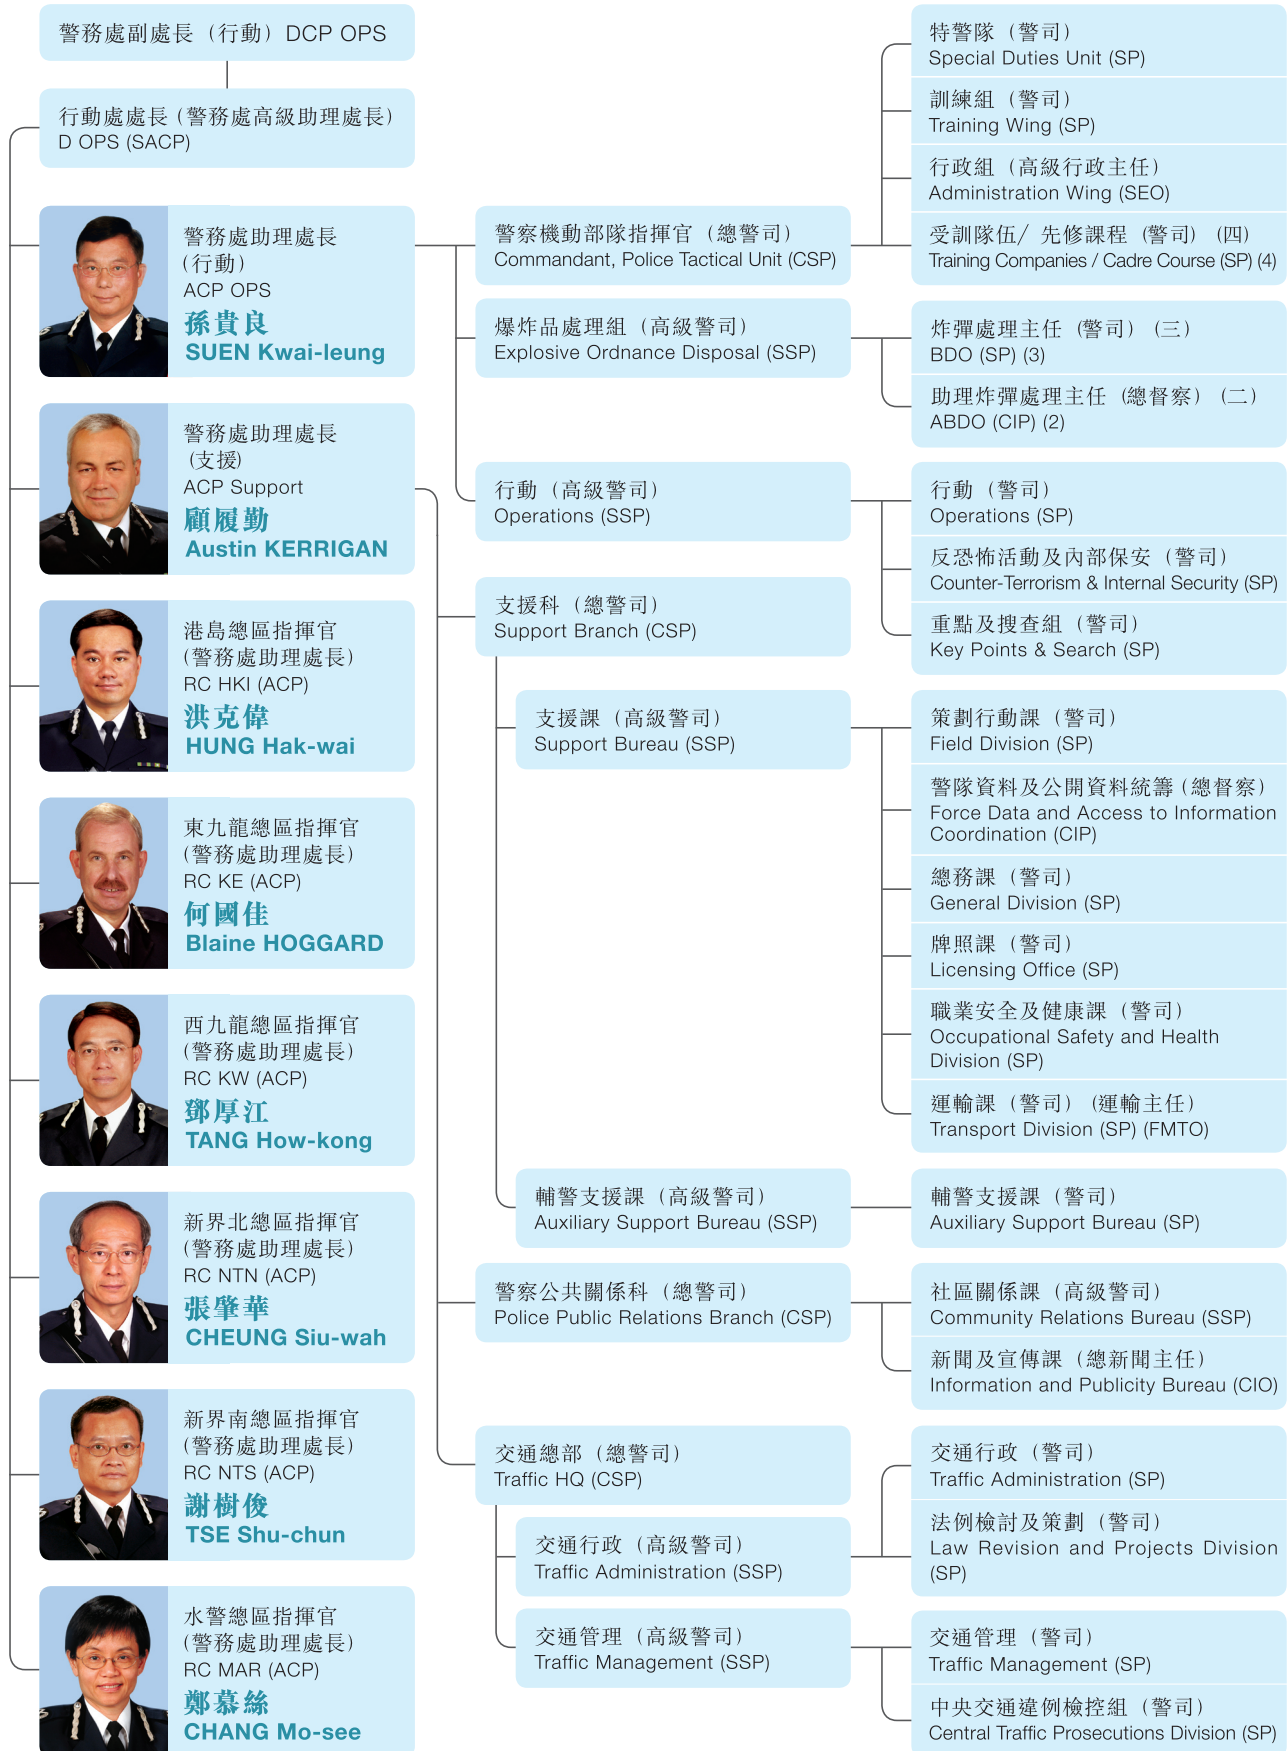 警務處副處長（行動）DCP OPS
行動處處長（警務處高級助理處長）
D OPS (SACP)
警務處助理處長
(行動)
ACP OPS
孫貴良
SUEN Kwai-leung
警務處助理處長
(支援)
ACP Support
顧履勤
Austin KERRIGAN
港島總區指揮官
(警務處助理處長)
RC HKI (ACP)
洪克偉
HUNG Hak-wai
東九龍總區指揮官
(警務處助理處長)
RC KE (ACP)
何國佳
Blaine HOGGARD
西九龍總區指揮官
(警務處助理處長)
RC KW (ACP)
鄧厚江
TANG How-kong
新界北總區指揮官
(警務處助理處長)
RC NTN (ACP)
張肇華
CHEUNG Siu-wah
新界南總區指揮官
(警務處助理處長)
RC NTS (ACP)
謝樹俊
TSE Shu-chun
水警總區指揮官
(警務處助理處長)
RC MAR (ACP)
鄭慕絲
CHANG Mo-see
警察機動部隊指揮官（總警司）
Commandant, Police Tactical Unit (CSP)
爆炸品處理組（高級警司）
Explosive Ordnance Disposal (SSP)
行動（高級警司）
Operations (SSP)
支援科（總警司）
Support Branch (CSP)
支援課（高級警司）
Support Bureau (SSP)
輔警支援課（高級警司）
Auxiliary Support Bureau (SSP)
警察公共關係科（總警司）
Police Public Relations Branch (CSP)
交通總部（總警司）
Traffic HQ (CSP)
交通行政（高級警司）
Traffic Administration (SSP)
交通管理（高級警司）
Traffic Management (SSP)
特警隊（警司）
Special Duties Unit (SP)
訓練組（警司）
Training Wing (SP)
行政組（高級行政主任）
Administration Wing (SEO)
受訓隊伍/ 先修課程（警司）（四）
Training Companies / Cadre Course (SP) (4)
炸彈處理主任（警司）（三）
BDO (SP) (3)
助理炸彈處理主任（總督察）（二）
ABDO (CIP) (2)
行動（警司）
Operations (SP)
反恐怖活動及內部保安（警司）
Counter-Terrorism & Internal Security (SP)
重點及搜查組（警司）
Key Points & Search (SP)
策劃行動課（警司）
Field Division (SP)
警隊資料及公開資料統籌（總督察）
Force Data and Access to Information
Coordination (CIP)
總務課（警司）
General Division (SP)
牌照課（警司）
Licensing Office (SP)
職業安全及健康課（警司）
Occupational Safety and Health
Division (SP)
運輸課（警司）（運輸主任）
Transport Division (SP) (FMTO)
輔警支援課（警司）
Auxiliary Support Bureau (SP)
社區關係課（高級警司）
Community Relations Bureau (SSP)
新聞及宣傳課（總新聞主任）
Information and Publicity Bureau (CIO)
交通行政（警司）
Traffic Administration (SP)
法例檢討及策劃（警司）
Law Revision and Projects Division
(SP)
交通管理（警司）
Traffic Management (SP)
中央交通違例檢控組（警司）
Central Traffic Prosecutions Division (SP)